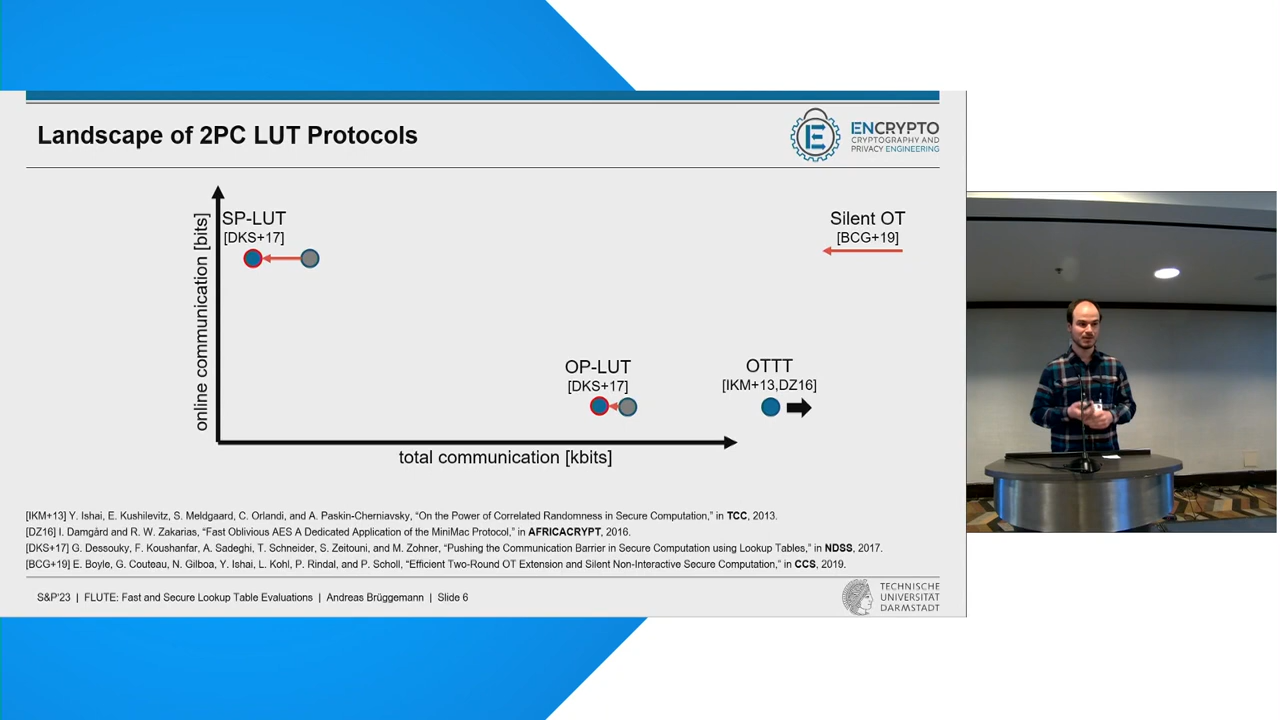 Landscape of 2PC LUT Protocols
E
ENCRYPTO
CRYPTOGRAPHY AND
PRIVACY ENGINEERING
online communication [bits]
SP-LUT
[DKS+17]
Silent OT
[BCG+19]
OP-LUT
[DKS+17]
OTTT
[IKM+13,DZ16]
total communication [kbits]
[IKM+13] Y. Ishai, E. Kushilevitz, S. Meldgaard, C. Orlandi, and A. Paskin-Cherniavsky, “On the Power of Correlated Randomness in Secure Computation,” in TCC, 2013.
[DZ16] I. Damgård and R. W. Zakarias, “Fast Oblivious AES A Dedicated Application of the MiniMac Protocol,” in AFRICACRYPT, 2016.
[DKS+17] G. Dessouky, F. Koushanfar, A. Sadeghi, T. Schneider, S. Zeitouni, and M. Zohner, “Pushing the Communication Barrier in Secure Computation using Lookup Tables,” in NDSS, 2017.
[BCG+19] E. Boyle, G. Couteau, N. Gilboa, Y. Ishai, L. Kohl, P. Rindal, and P. Scholl, “Efficient Two-Round OT Extension and Silent Non-Interactive Secure Computation,” in CCS, 2019.
S&P'23 | FLUTE: Fast and Secure Lookup Table Evaluations | Andreas Brüggemann | Slide 6
TECHNISCHE
UNIVERSITÄT
DARMSTADT